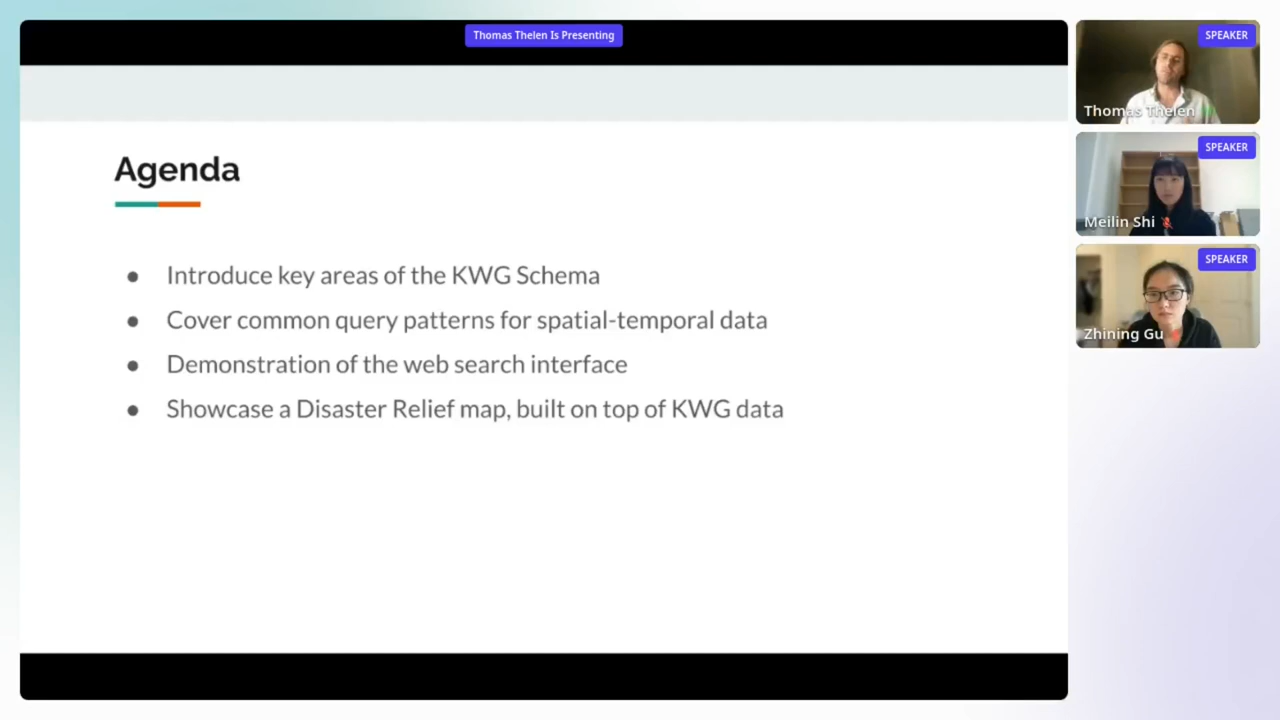 Thomas Thelen Is Presenting
Agenda
● Introduce key areas of the KWG Schema
● Cover common query patterns for spatial-temporal data
● Demonstration of the web search interface
● Showcase a Disaster Relief map, built on top of KWG data
SPEAKER
Thomas Thelen
SPEAKER
Meilin Shi
SPEAKER
Zhining Gu